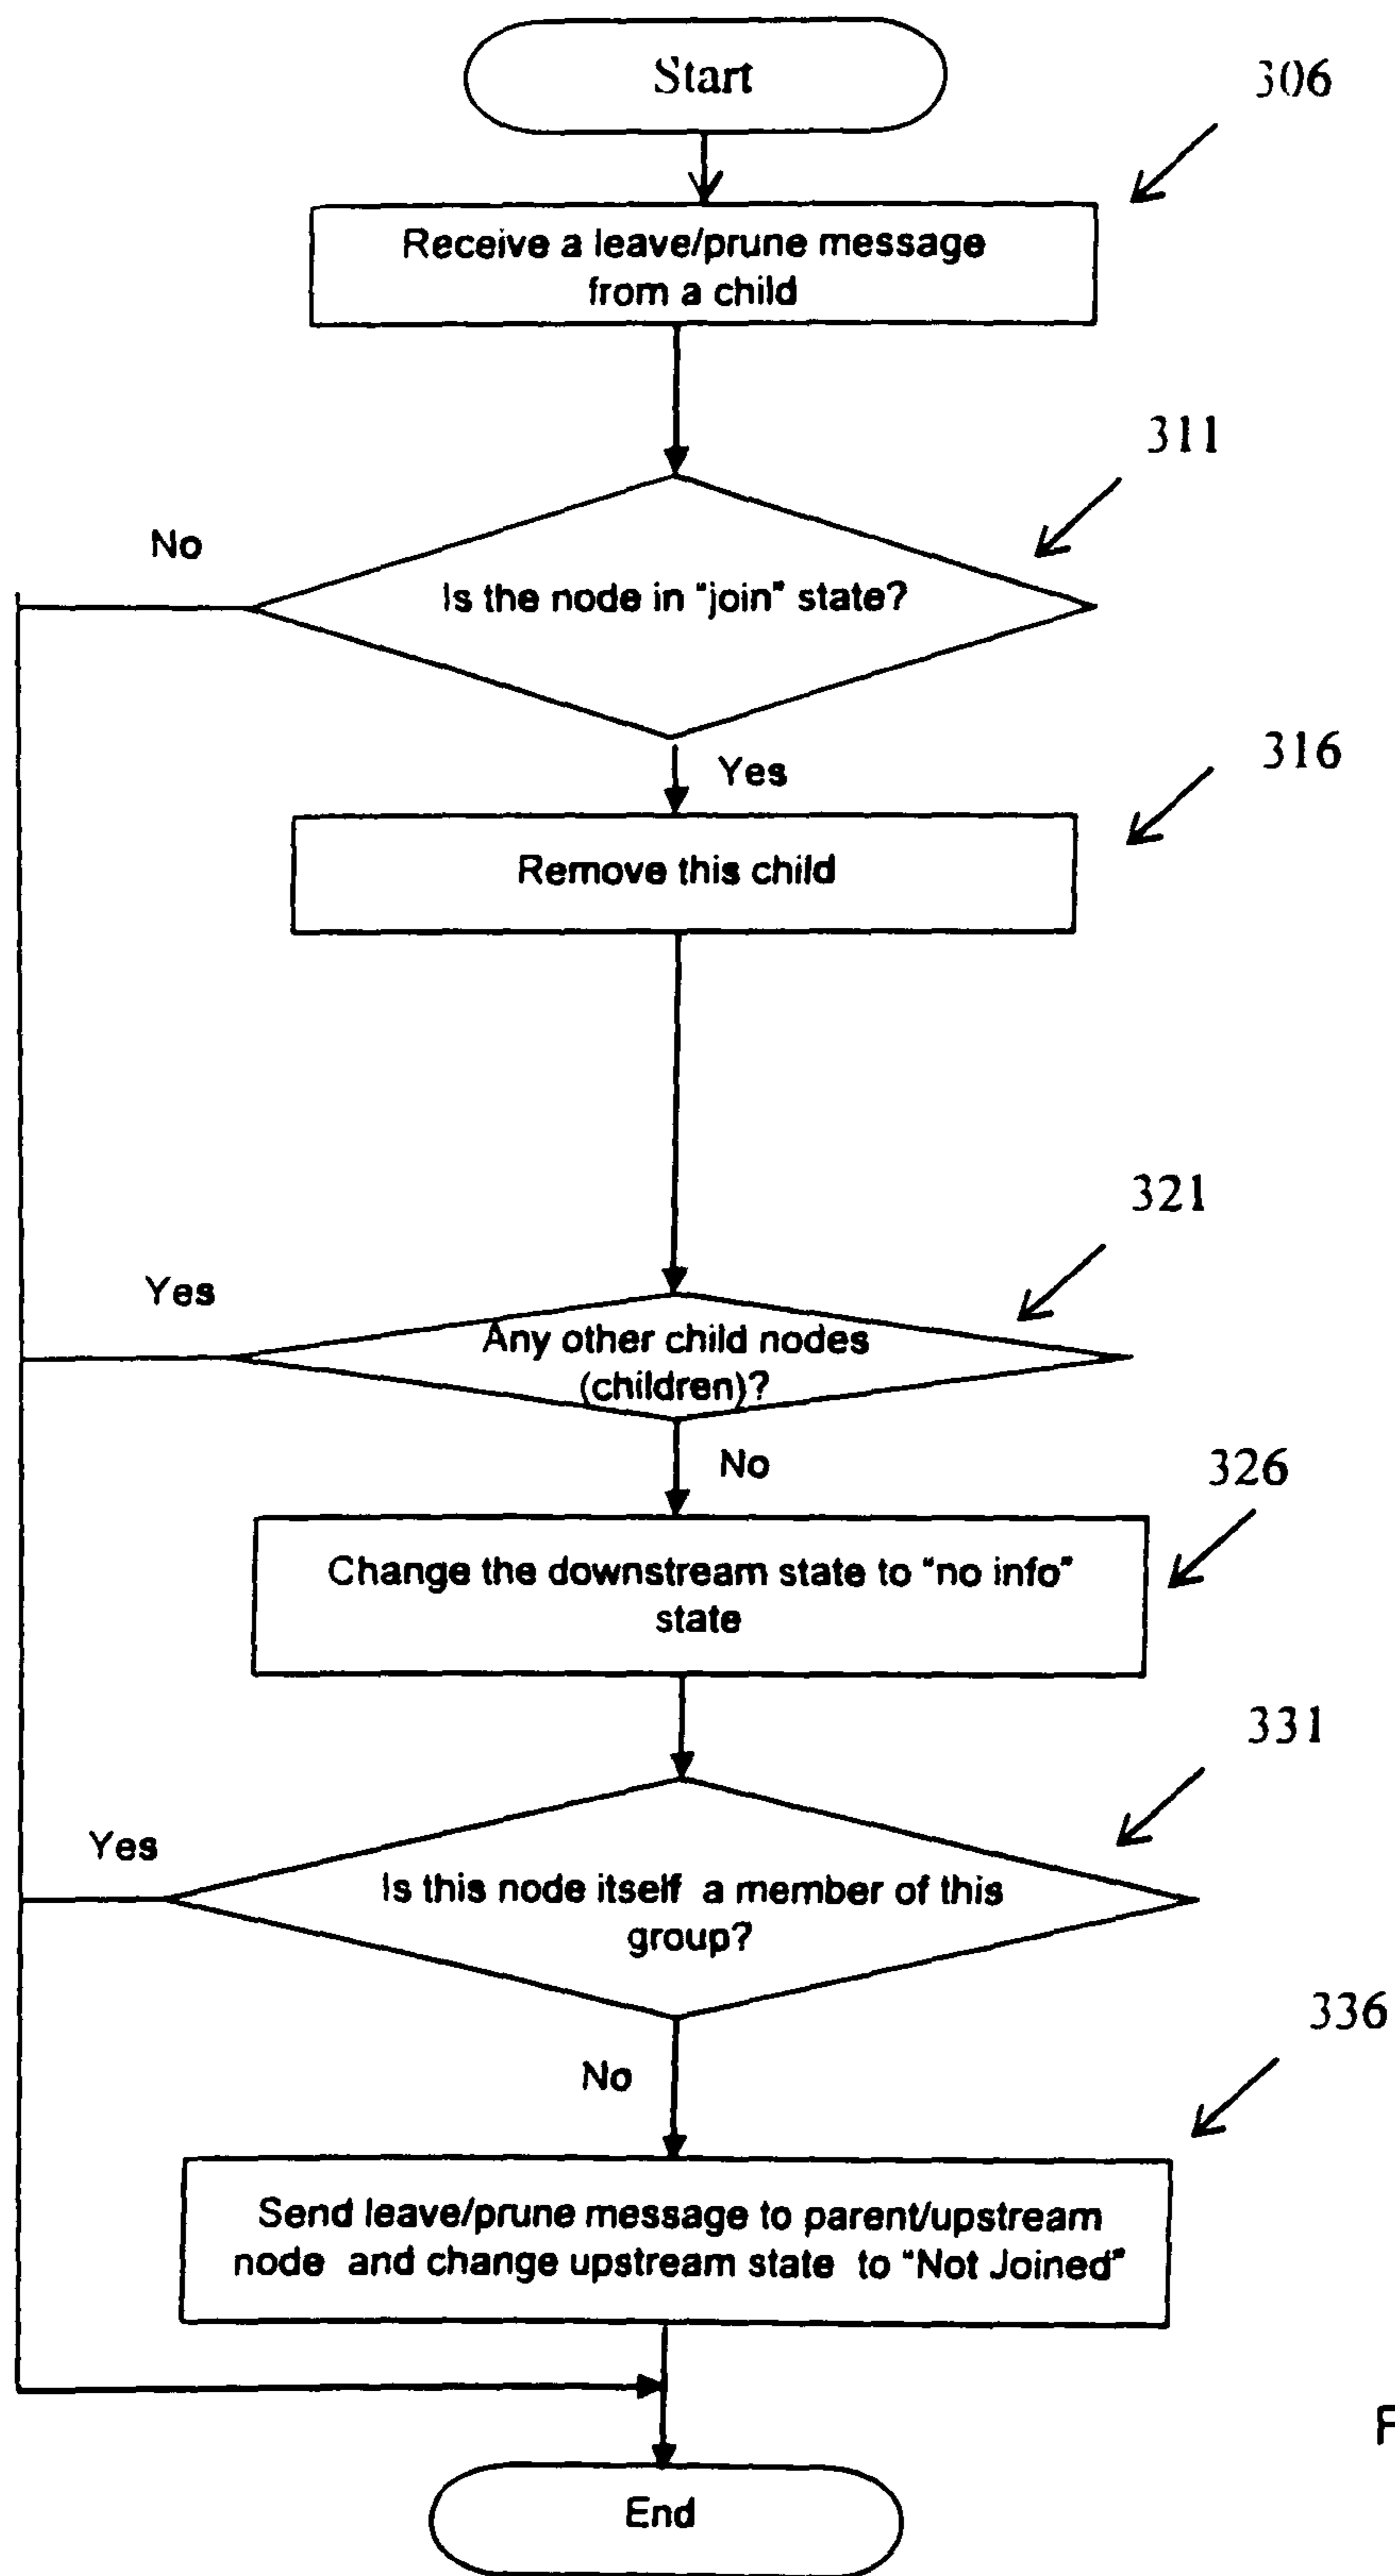 Start
306
Receive a leave/prune message
from a child
311
No
Is the node in "join" state?
Yes
316
Remove this child
321
Yes
Any other child nodes
(children)?
No
326
Change the downstream state to "no info"
state
331
Yes
Is this node itself a member of this
group?
No
336
Send leave/prune message to parent/upstream
node and change upstream state to "Not Joined"
F
End